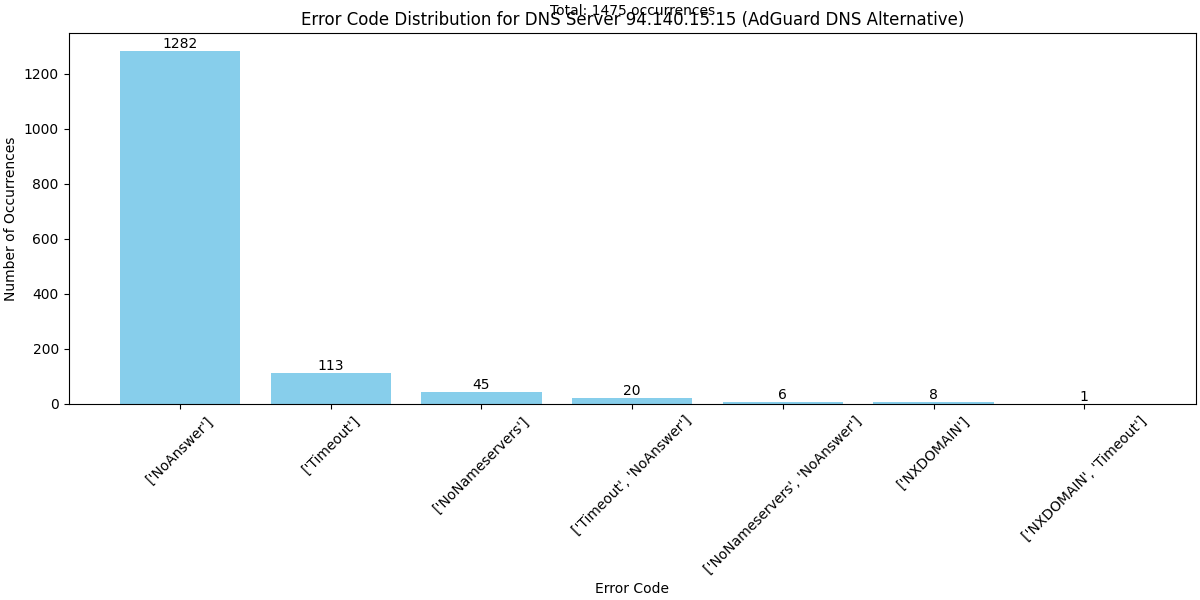 Total: 1475 occurrences
Error Code Distribution for DNS Server 94.140.15.15 (AdGuard DNS Alternative)
Number of Occurrences
1200
1000
800
600
400
200
0
1282
113
45
20
6
8
1
['NoAnswer']
['Timeout']
['NoNameservers']
['Timeout', 'NoAnswer']
['NoNameservers', 'NoAnswer']
['NXDOMAIN']
['NXDOMAIN', 'Timeout']
Error Code